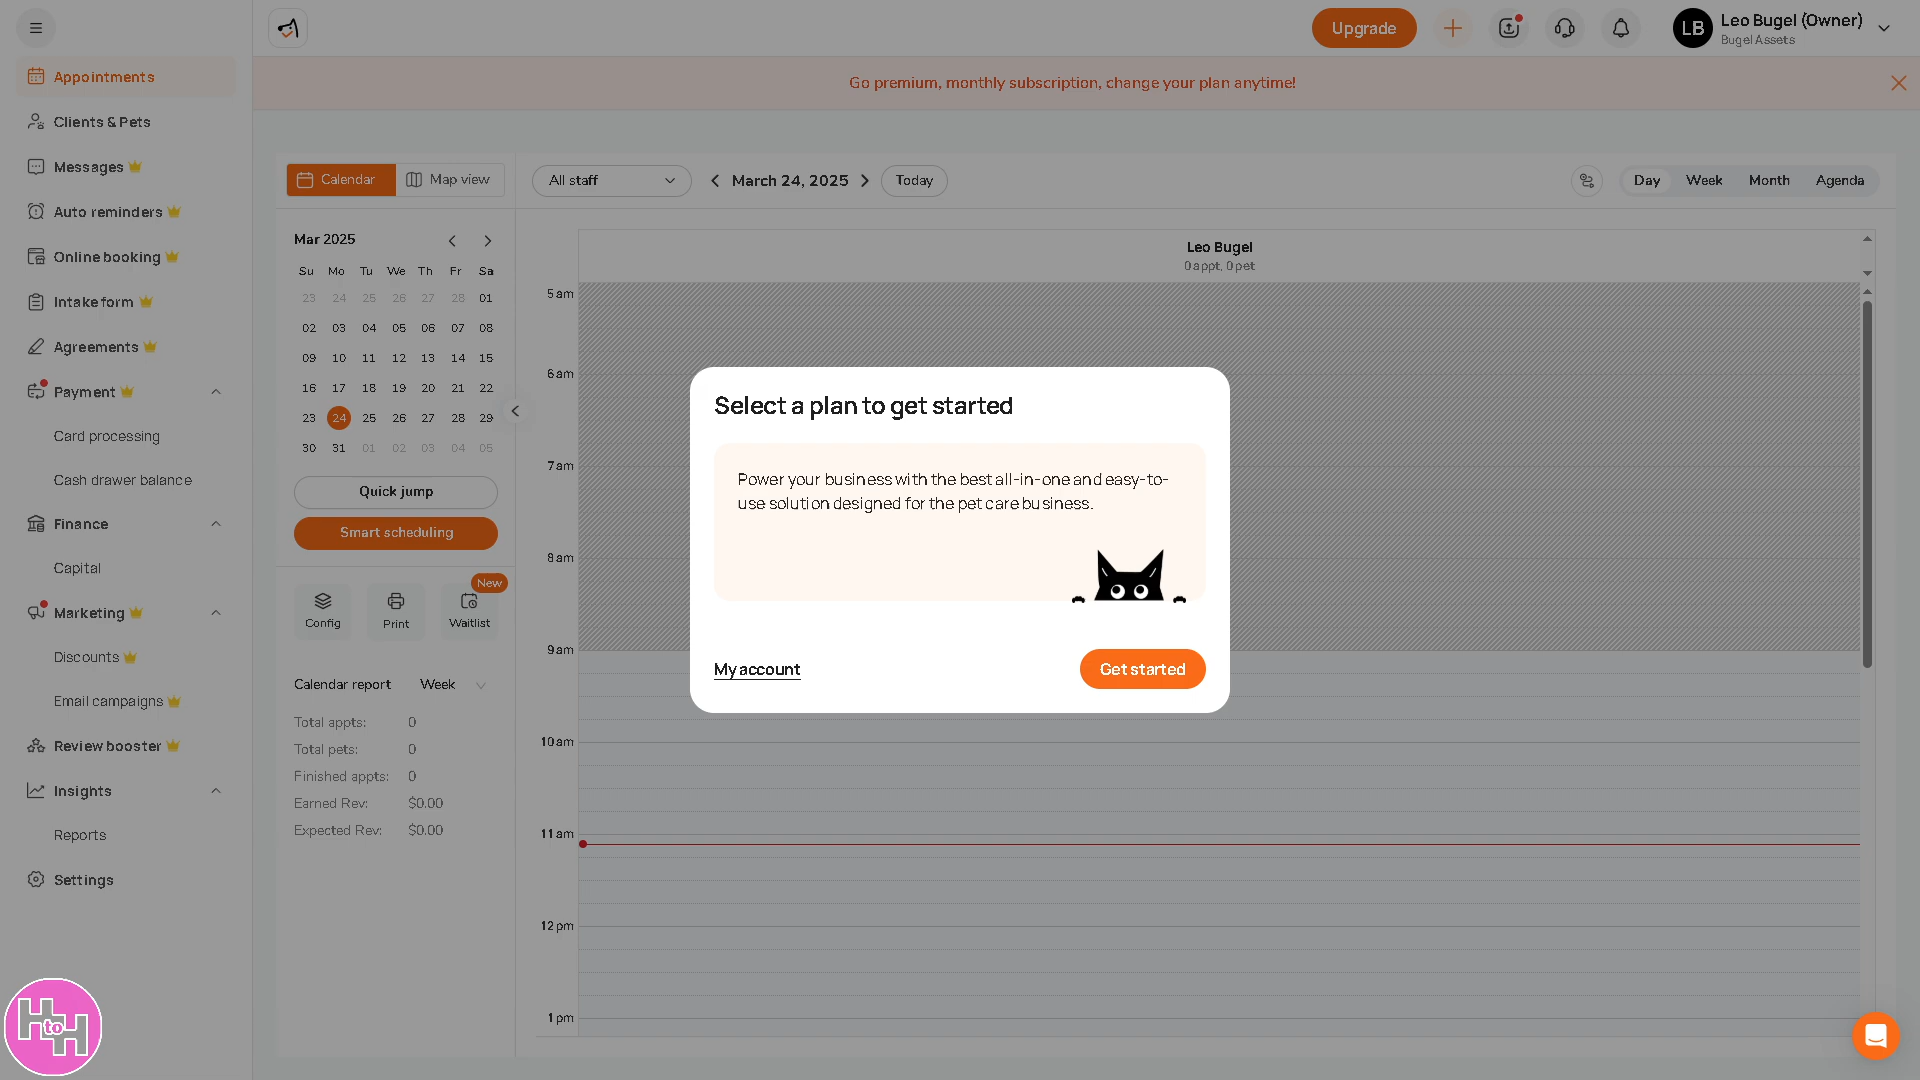 Upgrade
LB
Leo Bugel (Owner)
Bugel Assets
Go premium, monthly subscription, change your plan anytime!
Appointments
Clients & Pets
Messages
Auto reminders
Online booking
Intake form
Agreements
Payment
Card processing
Cash drawer balance
Finance
Capital
Marketing
Discounts
Email campaigns
Review booster
Insights
Reports
Settings
H to H
Calendar
Map view
All staff
March 24, 2025
Today
Day
Week
Month
Agenda
Mar 2025
Su Mo Tu We Th Fr Sa
23 24 25 26 27 28 01
02 03 04 05 06 07 08
09 10 11 12 13 14 15
16 17 18 19 20 21 22
23 24 25 26 27 28 29
30 31 01 02 03 04 05
Quick jump
Smart scheduling
New
Config
Print
Waitlist
Calendar report
Week
Total appts: 0
Total pets: 0
Finished appts: 0
Earned Rev: $0.00
Expected Rev: $0.00
Leo Bugel
0 appt, 0 pet
5 am
6 am
7 am
8 am
9 am
10 am
11 am
12 pm
1 pm
Select a plan to get started
Power your business with the best all-in-one and easy-to-
use solution designed for the pet care business.
My account
Get started